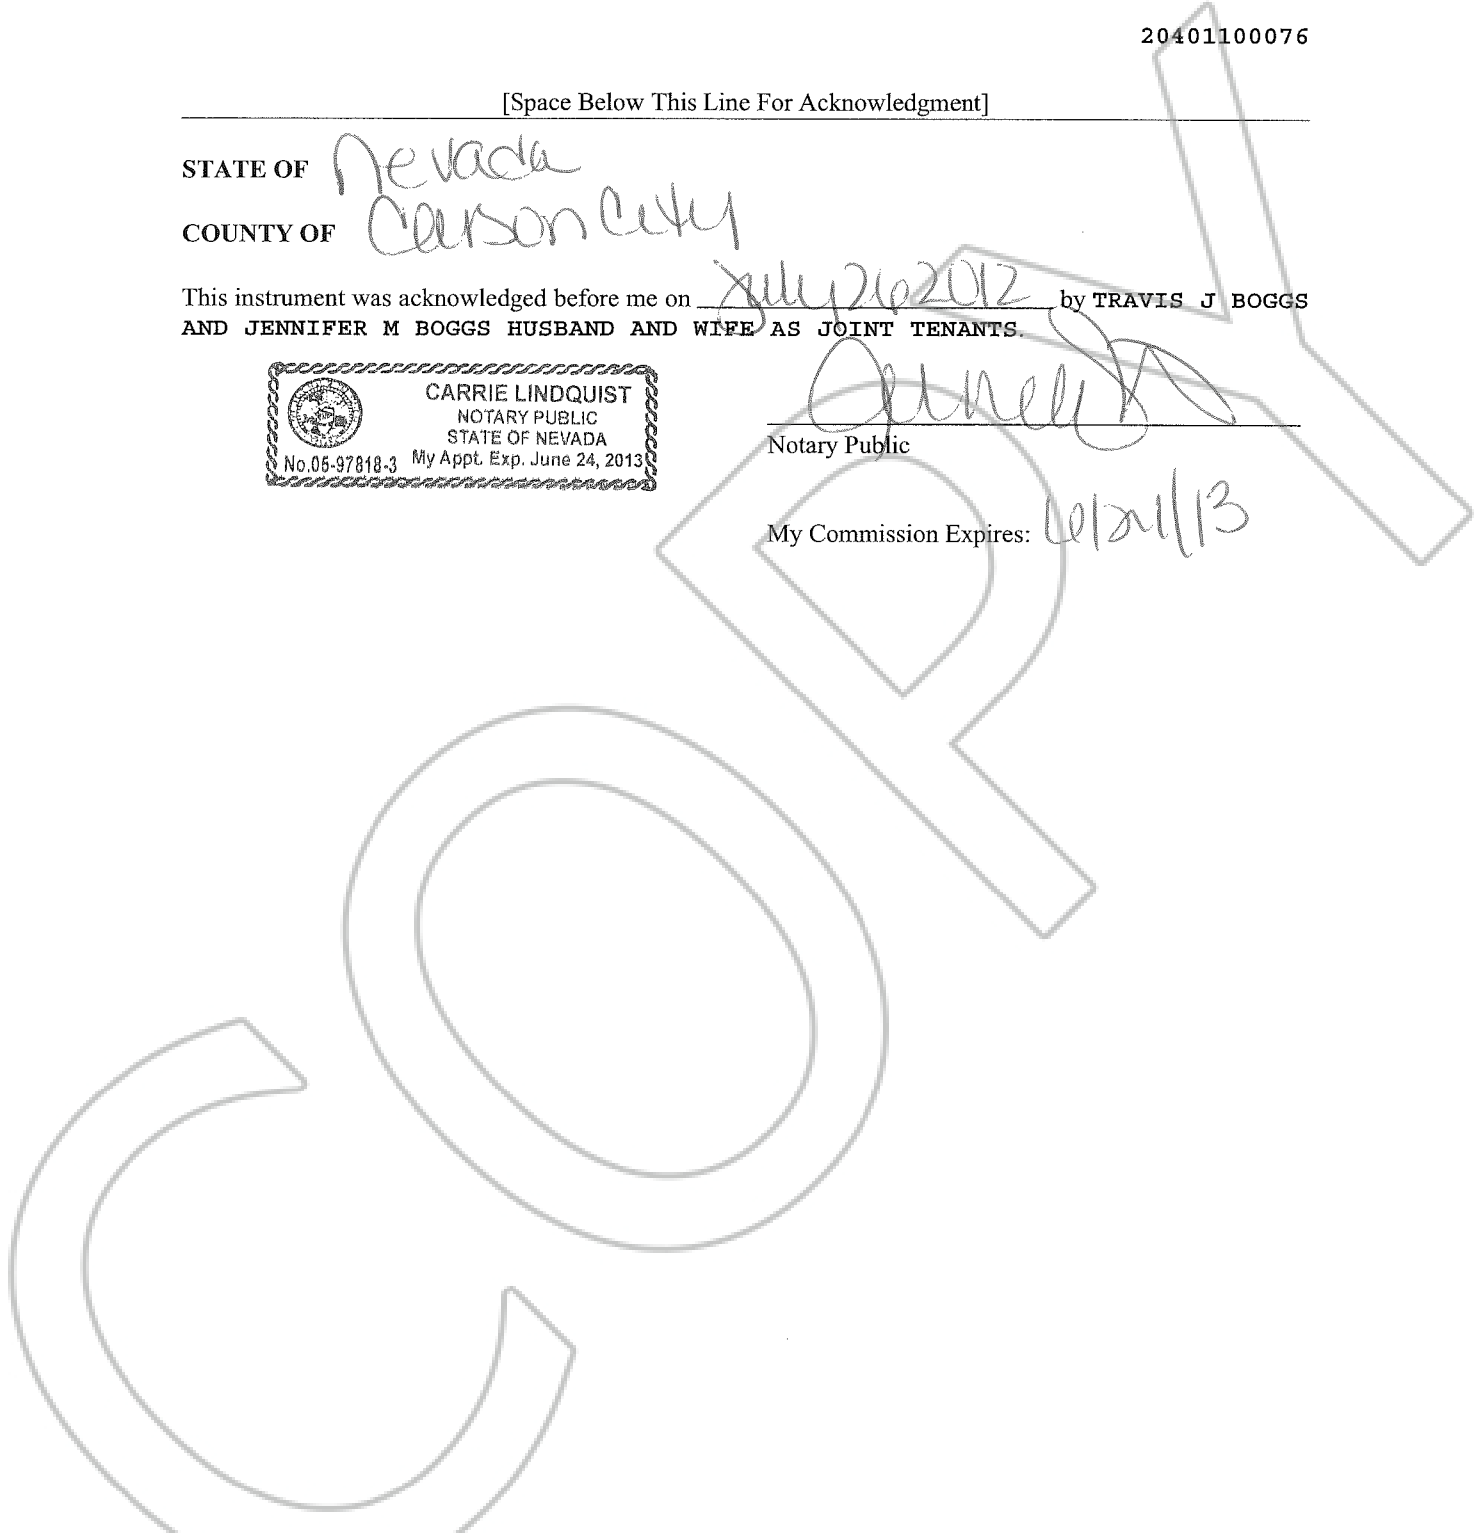 20401100076
[Space Below This Line For Acknowledgment]
STATE OF Nevada
COUNTY OF Carson City
This instrument was acknowledged before me on July 26 2012 by TRAVIS J BOGGS
AND JENNIFER M BOGGS HUSBAND AND WIFE AS JOINT TENANTS.
CARRIE LINDQUIST
NOTARY PUBLIC
STATE OF NEVADA
No.05-97818-3 My Appt. Exp. June 24, 2013
Notary Public
My Commission Expires: 6/24/13
COPY